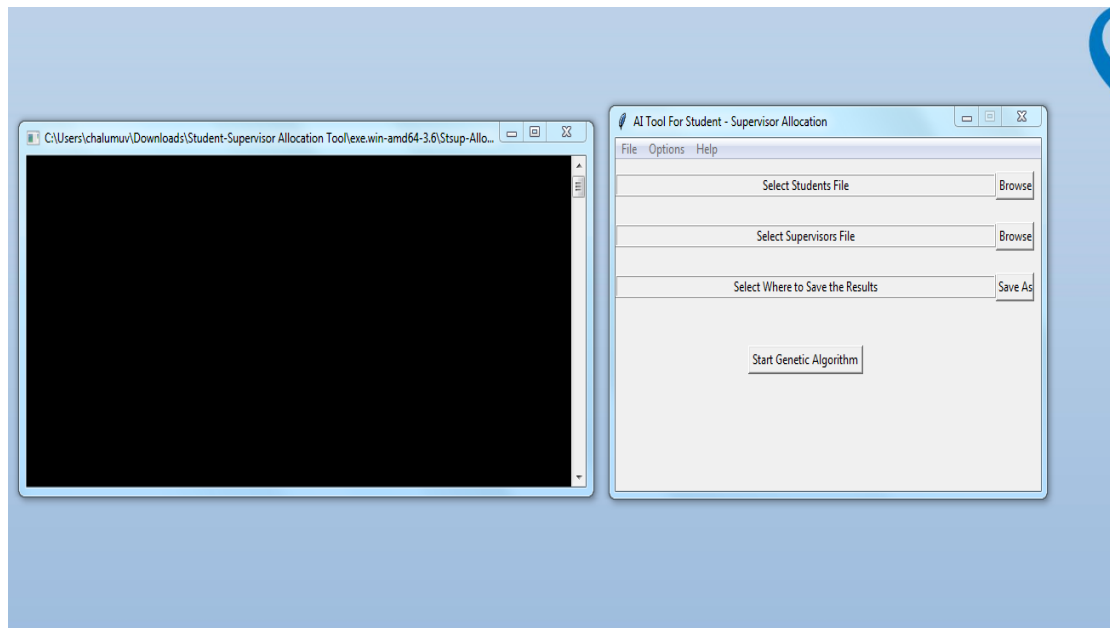 C:\Users\chalumuv\Downloads\Student-Supervisor Allocation Tool\exe.win-amd64-3.6\Stsup-Allo...
AI Tool For Student - Supervisor Allocation
File Options Help
Select Students File Browse
Select Supervisors File Browse
Select Where to Save the Results Save As
Start Genetic Algorithm